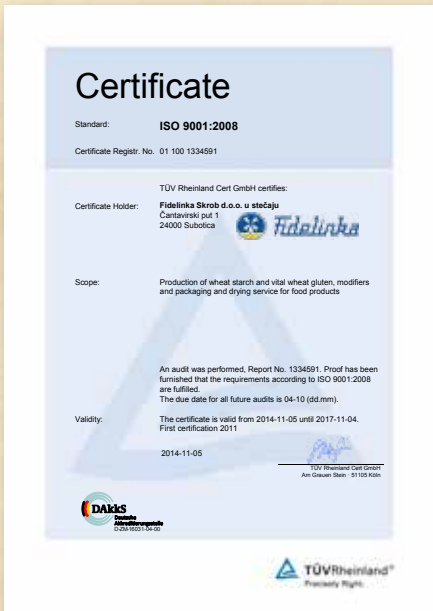 Certificate
Standard: ISO 9001:2008
Certificate Registr. No. 01 100 1334591
TÜV Rheinland Cert GmbH certifies:
Certificate Holder: Fidelinka Skrob d.o.o. u stečaju
Čantavirski put 1
24000 Subotica
Fidelinka
Scope: Production of wheat starch and vital wheat gluten, modifiers
and packaging and drying service for food products
An audit was performed, Report No. 1334591. Proof has been
furnished that the requirements according to ISO 9001:2008
are fulfilled.
The due date for all future audits is 04-10 (dd.mm).
Validity: The certificate is valid from 2014-11-05 until 2017-11-04.
First certification 2011
2014-11-05
TÜV Rheinland Cert GmbH
Am Grauen Stein · 51105 Köln
DAkkS
Deutsche
Akkreditierungsstelle
D-ZM-16031-04-00
TÜVRheinland®
Precisely Right.